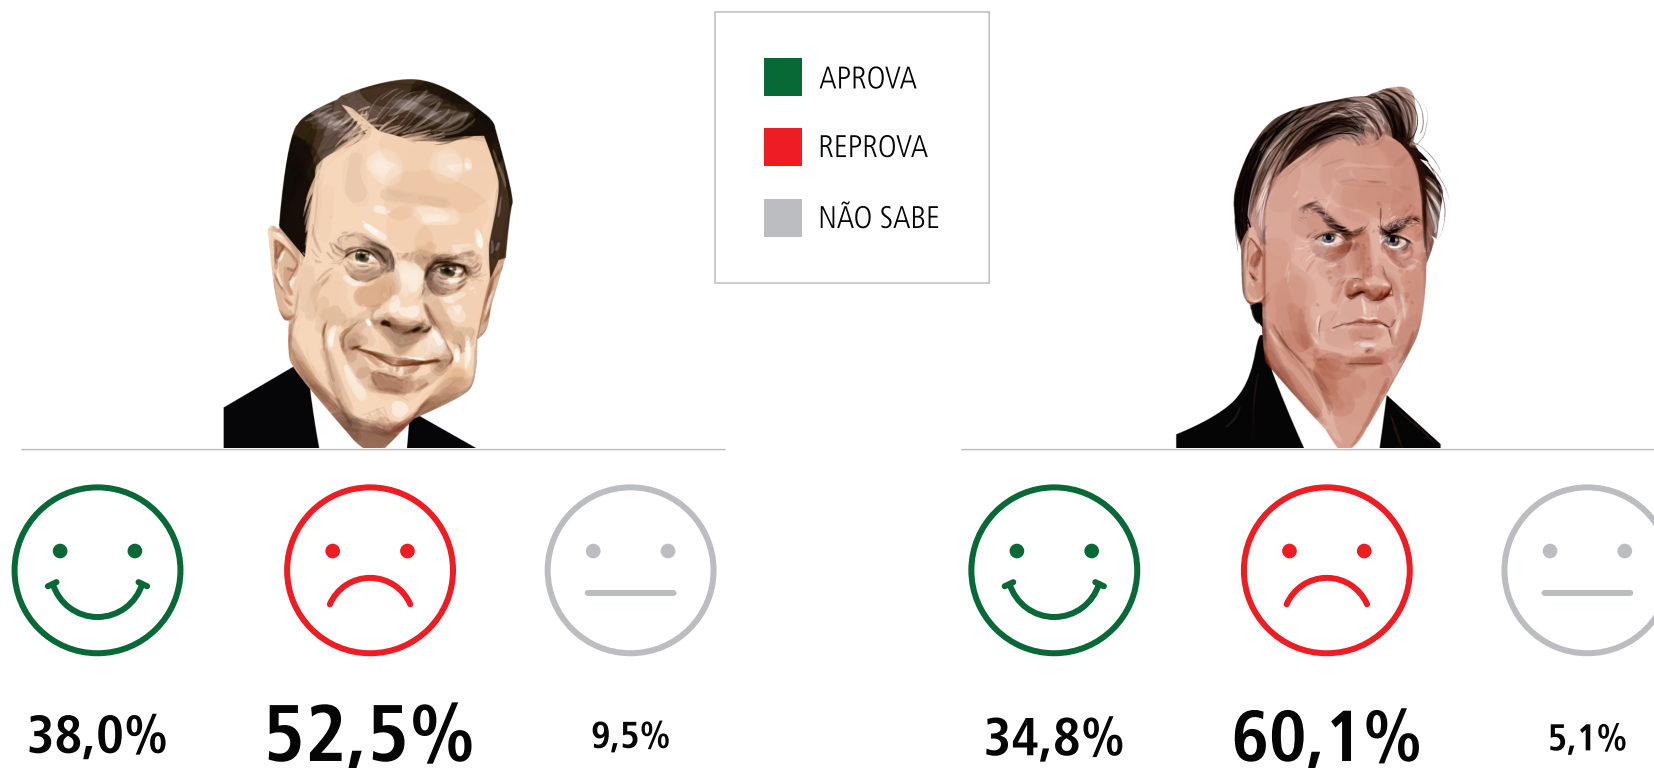 APROVA
REPROVA
NÃO SABE
38,0% 52,5% 9,5%
34,8% 60,1% 5,1%